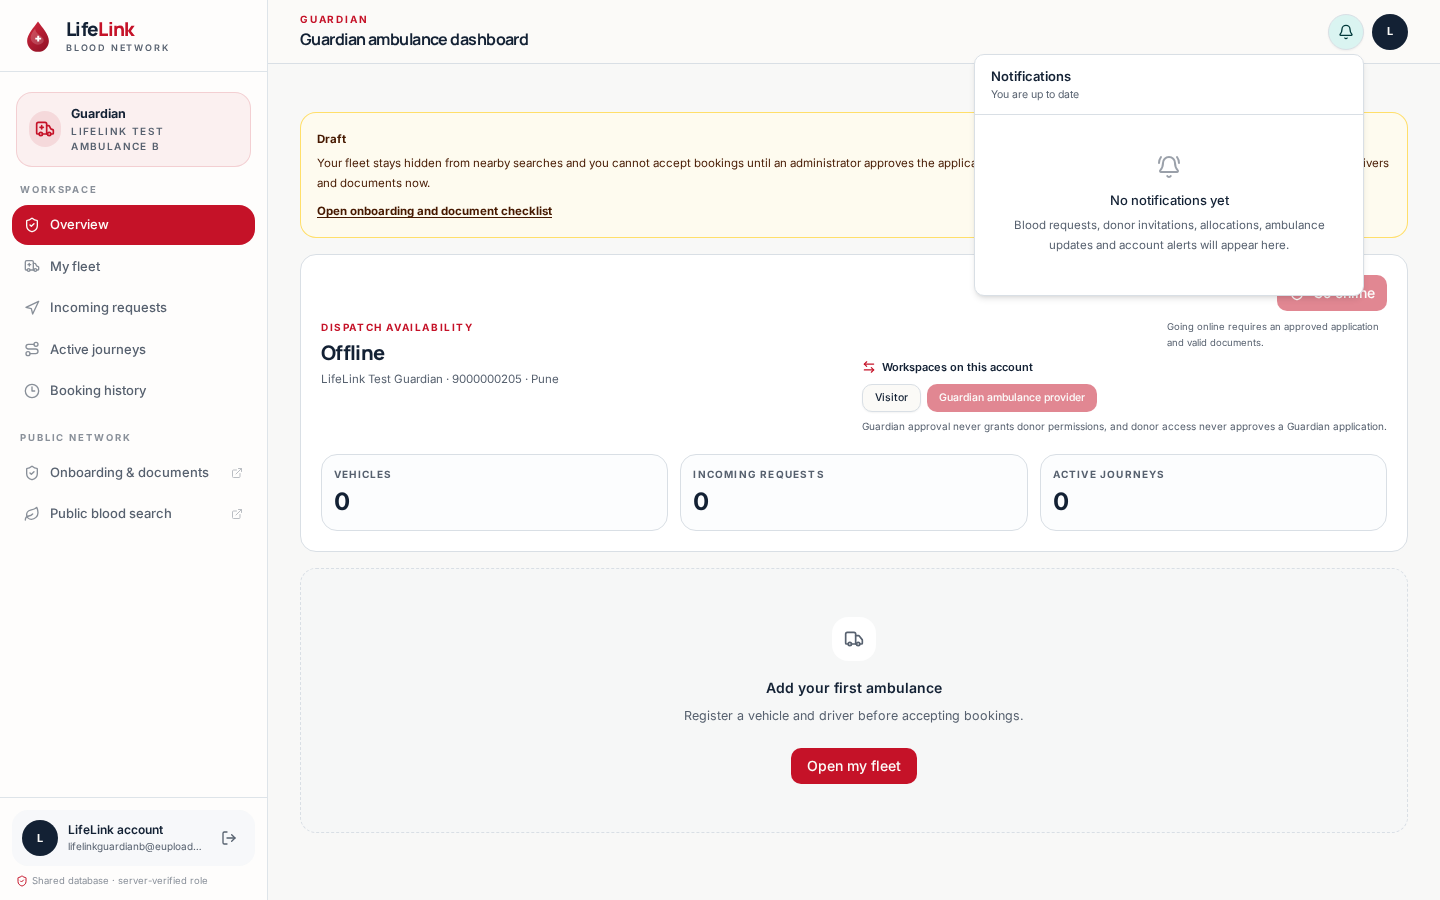 LifeLink
BLOOD NETWORK
Guardian
LIFELINK TEST
AMBULANCE B
WORKSPACE
Overview
My fleet
Incoming requests
Active journeys
Booking history
PUBLIC NETWORK
Onboarding & documents
Public blood search
L
LifeLink account
lifelinkguardianb@eupload...
Shared database · server-verified role
GUARDIAN
Guardian ambulance dashboard
L
Notifications
You are up to date
No notifications yet
Blood requests, donor invitations, allocations, ambulance
updates and account alerts will appear here.
Draft
Your fleet stays hidden from nearby searches and you cannot accept bookings until an administrator approves the
and documents now.
Open onboarding and document checklist
DISPATCH AVAILABILITY
Offline
LifeLink Test Guardian · 9000000205 · Pune
Going online requires an approved application
and valid documents.
Workspaces on this account
Visitor
Guardian ambulance provider
Guardian approval never grants donor permissions, and donor access never approves a Guardian application.
VEHICLES
0
INCOMING REQUESTS
0
ACTIVE JOURNEYS
0
Add your first ambulance
Register a vehicle and driver before accepting bookings.
Open my fleet